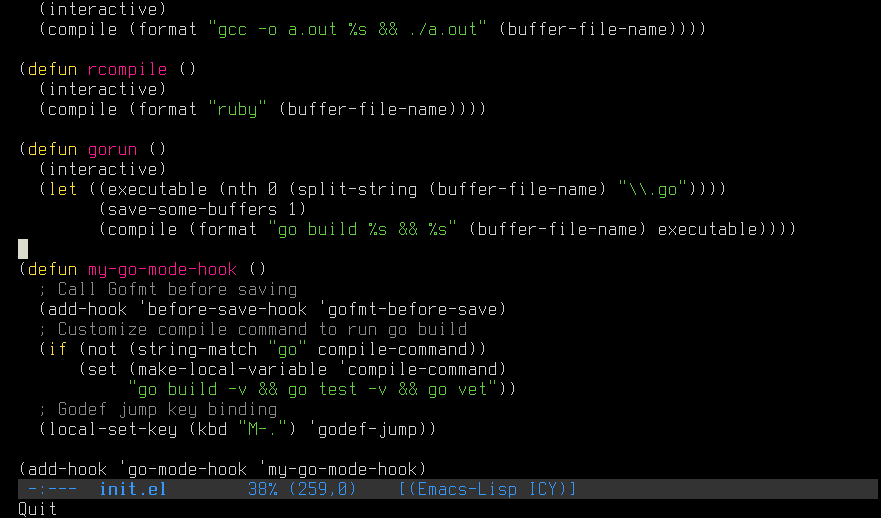 (interactive)
(compile (format "gcc -o a.out %s && ./a.out" (buffer-file-name))))
(defun rcompile ()
(interactive)
(compile (format "ruby" (buffer-file-name))))
(defun gorun ()
(interactive)
(let ((executable (nth 0 (split-string (buffer-file-name) "\\.go"))))
(save-some-buffers 1)
(compile (format "go build %s && %s" (buffer-file-name) executable))))
(defun my-go-mode-hook ()
; Call Gofmt before saving
(add-hook 'before-save-hook 'gofmt-before-save)
; Customize compile command to run go build
(if (not (string-match "go" compile-command))
(set (make-local-variable 'compile-command)
"go build -v && go test -v && go vet"))
; Godef jump key binding
(local-set-key (kbd "M-.") 'godef-jump))
(add-hook 'go-mode-hook 'my-go-mode-hook)
-:--- init.el 38% (259,0) [(Emacs-Lisp ICY)]
Quit